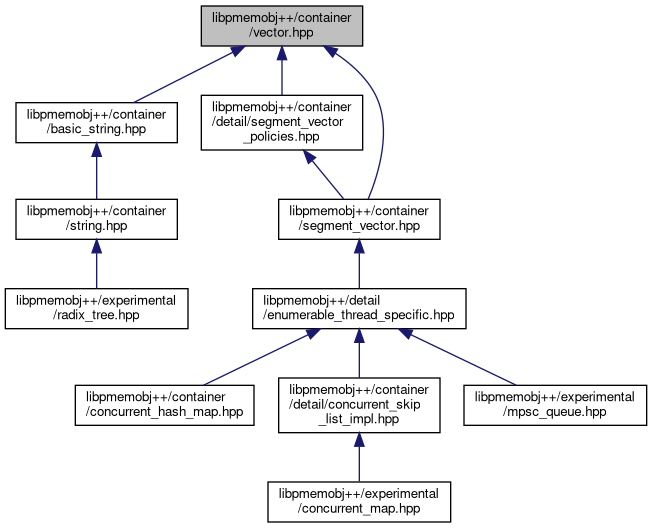 libpmemobj++/container
/vector.hpp
libpmemobj++/container
/basic_string.hpp
libpmemobj++/container
/detail/segment_vector
_policies.hpp
libpmemobj++/container
/string.hpp
libpmemobj++/container
/segment_vector.hpp
libpmemobj++/experimental
/radix_tree.hpp
libpmemobj++/detail
/enumerable_thread_specific.hpp
libpmemobj++/container
/concurrent_hash_map.hpp
libpmemobj++/container
/detail/concurrent_skip
_list_impl.hpp
libpmemobj++/experimental
/mpsc_queue.hpp
libpmemobj++/experimental
/concurrent_map.hpp